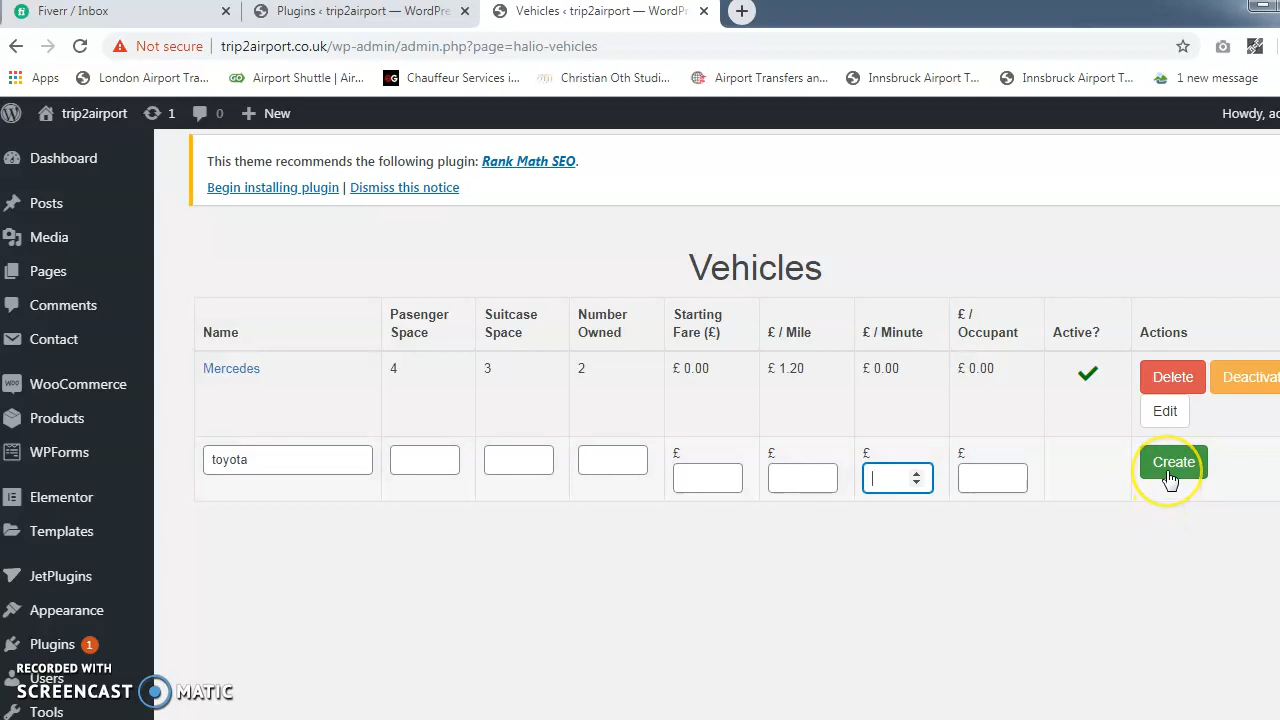 Fiverr / Inbox
Plugins ‹ trip2airport — WordPre
Vehicles ‹ trip2airport — WordPr
Not secure
trip2airport.co.uk/wp-admin/admin.php?page=halio-vehicles
Apps
London Airport Tra...
GO
Airport Shuttle | Air...
Chauffeur Services i...
Christian Oth Studi...
Airport Transfers an...
Innsbruck Airport T...
Innsbruck Airport T...
1 new message
trip2airport
1
0
New
Howdy, ac
Dashboard
Posts
Media
Pages
Comments
Contact
WooCommerce
Products
WPForms
Elementor
Templates
JetPlugins
Appearance
Plugins 1
Users
Tools
This theme recommends the following plugin: Rank Math SEO.
Begin installing plugin | Dismiss this notice
Vehicles
Name
Pasenger Space
Suitcase Space
Number Owned
Starting Fare (£)
£ / Mile
£ / Minute
£ / Occupant
Active?
Actions
Mercedes
4
3
2
£ 0.00
£ 1.20
£ 0.00
£ 0.00
Delete
Deactivat
Edit
toyota
£
£
£
£
Create
RECORDED WITH
SCREENCAST MATIC